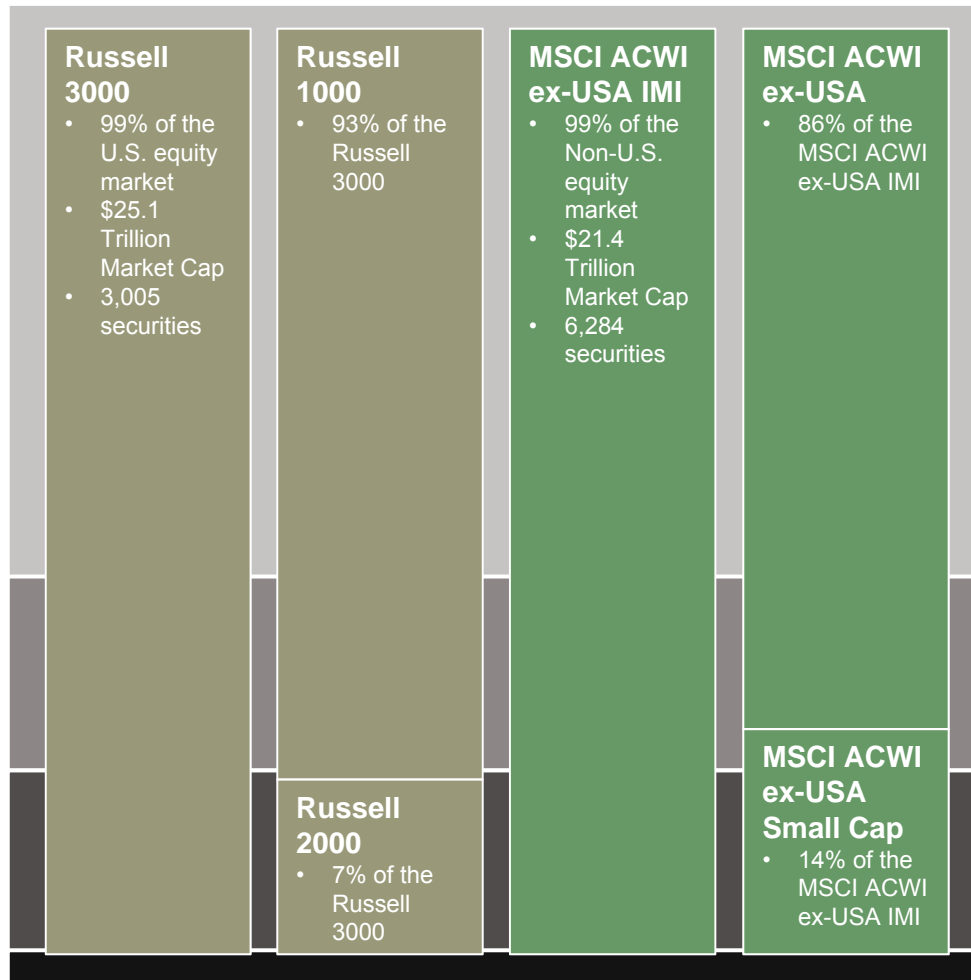 Russell
3000
• 99% of the
U.S. equity
market
• $25.1
Trillion
Market Cap
• 3,005
securities
Russell
1000
• 93% of the
Russell
3000
Russell
2000
• 7% of the
Russell
3000
MSCI ACWI
ex-USA IMI
• 99% of the
Non-U.S.
equity
market
• $21.4
Trillion
Market Cap
• 6,284
securities
MSCI ACWI
ex-USA
• 86% of the
MSCI ACWI
ex-USA IMI
MSCI ACWI
ex-USA
Small Cap
• 14% of the
MSCI ACWI
ex-USA IMI